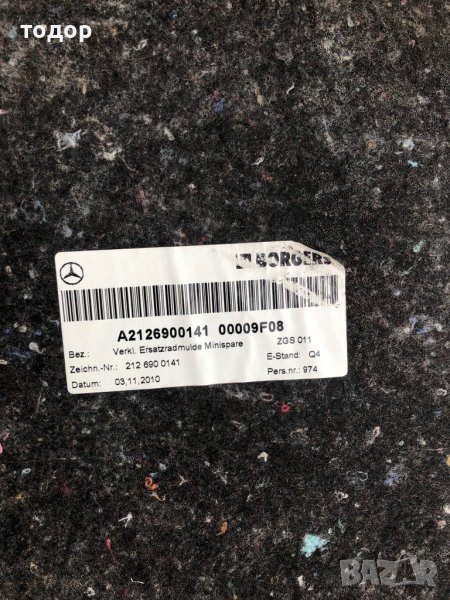 тодор
BORGERS
A2126900141 00009F08
Bez.: Verkl. Ersatzradmulde Minispare ZGS 011
Zeichn.-Nr.: 212 690 0141 E-Stand: Q4
Datum: 03,11,2010 Pers.nr.: 974
BAZAR